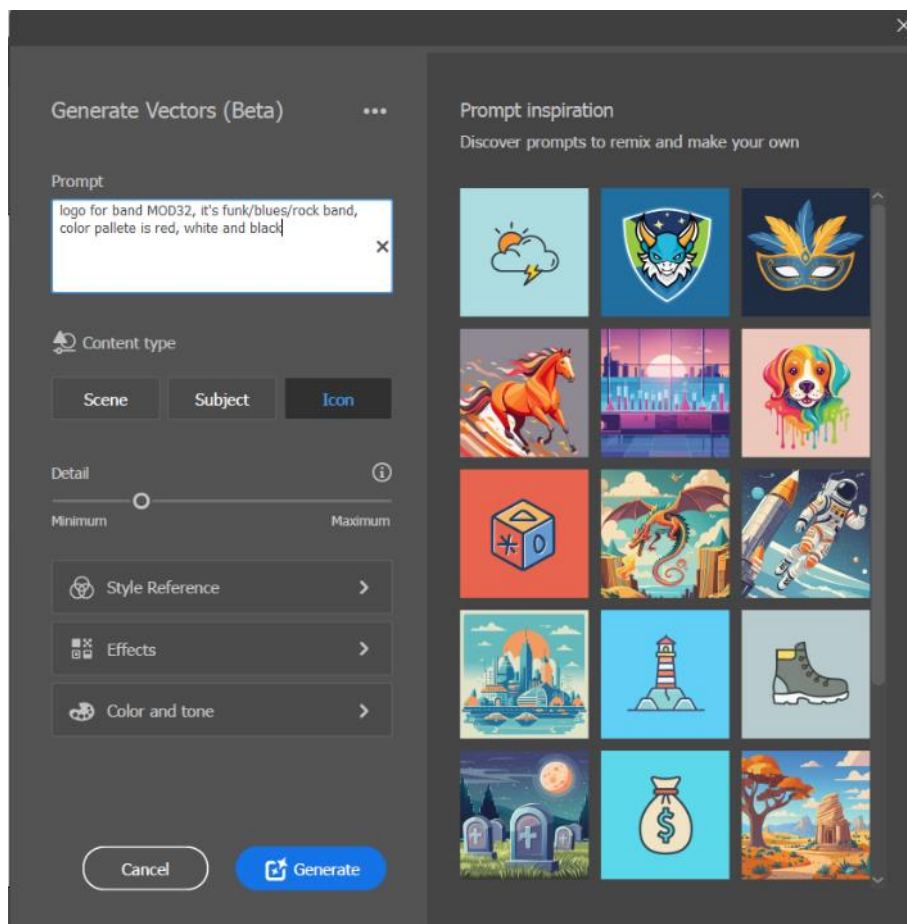 Generate Vectors (Beta)
Prompt
logo for band MOD32, it's funk/blues/rock band,
color pallete is red, white and black
Content type
Scene
Subject
Icon
Detail
Minimum
Maximum
Style Reference
Effects
Color and tone
Cancel
Generate
Prompt inspiration
Discover prompts to remix and make your own